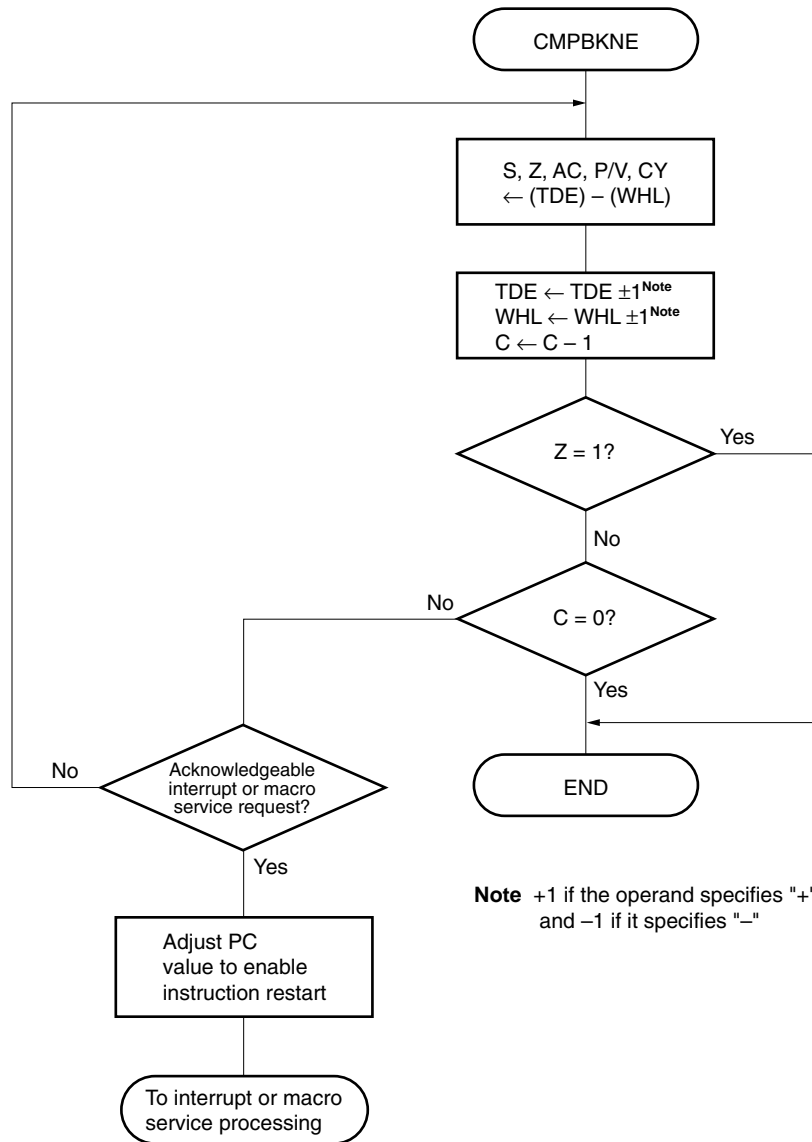 CMPBKNE
S, Z, AC, P/V, CY
← (TDE) – (WHL)
TDE ← TDE ±1Note
WHL ← WHL ±1Note
C ← C – 1
Z = 1?
Yes
No
C = 0?
No
Yes
Acknowledgeable
interrupt or macro
service request?
No
Yes
END
Note +1 if the operand specifies "+"
and –1 if it specifies "–"
Adjust PC
value to enable
instruction restart
To interrupt or macro
service processing